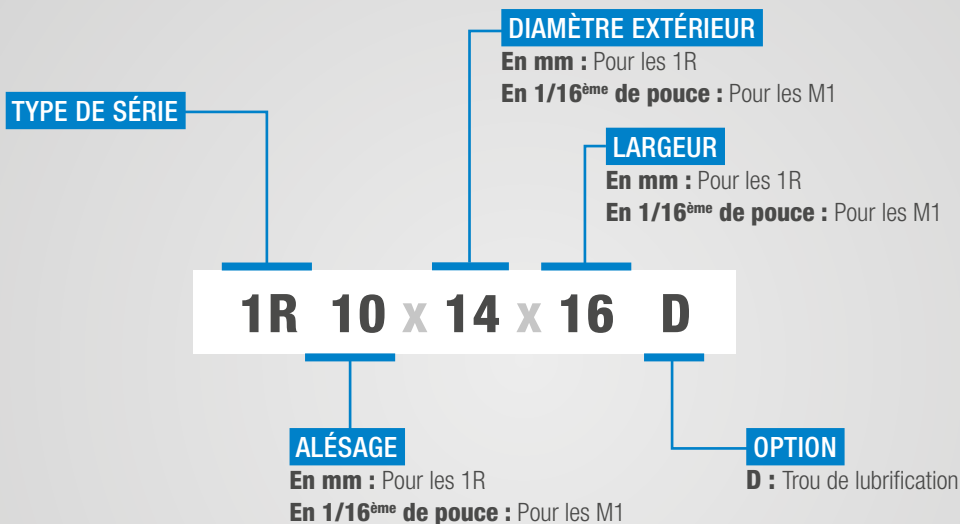 DIAMÈTRE EXTÉRIEUR
En mm : Pour les 1R
En 1/16ème de pouce : Pour les M1
TYPE DE SÉRIE
LARGEUR
En mm : Pour les 1R
En 1/16ème de pouce : Pour les M1
1R 10 x 14 x 16 D
ALÉSAGE
En mm : Pour les 1R
En 1/16ème de pouce : Pour les M1
OPTION
D : Trou de lubrification